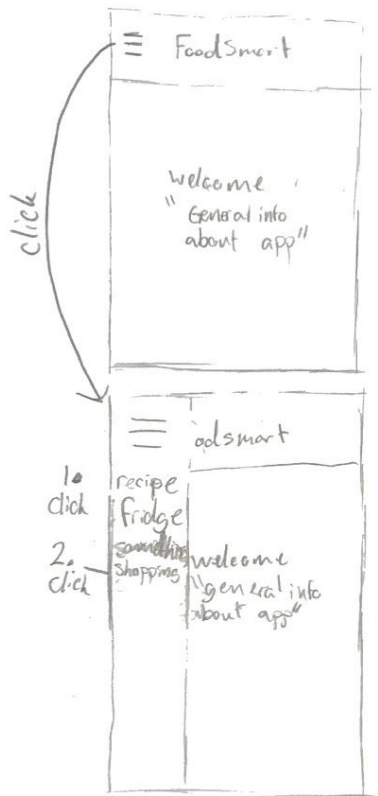 FoodSmart
welcome
"General info
about app"
click
odsmart
1.
click
recipe
fridge
something
2.
click
shopping
welcome
"general info
about app"